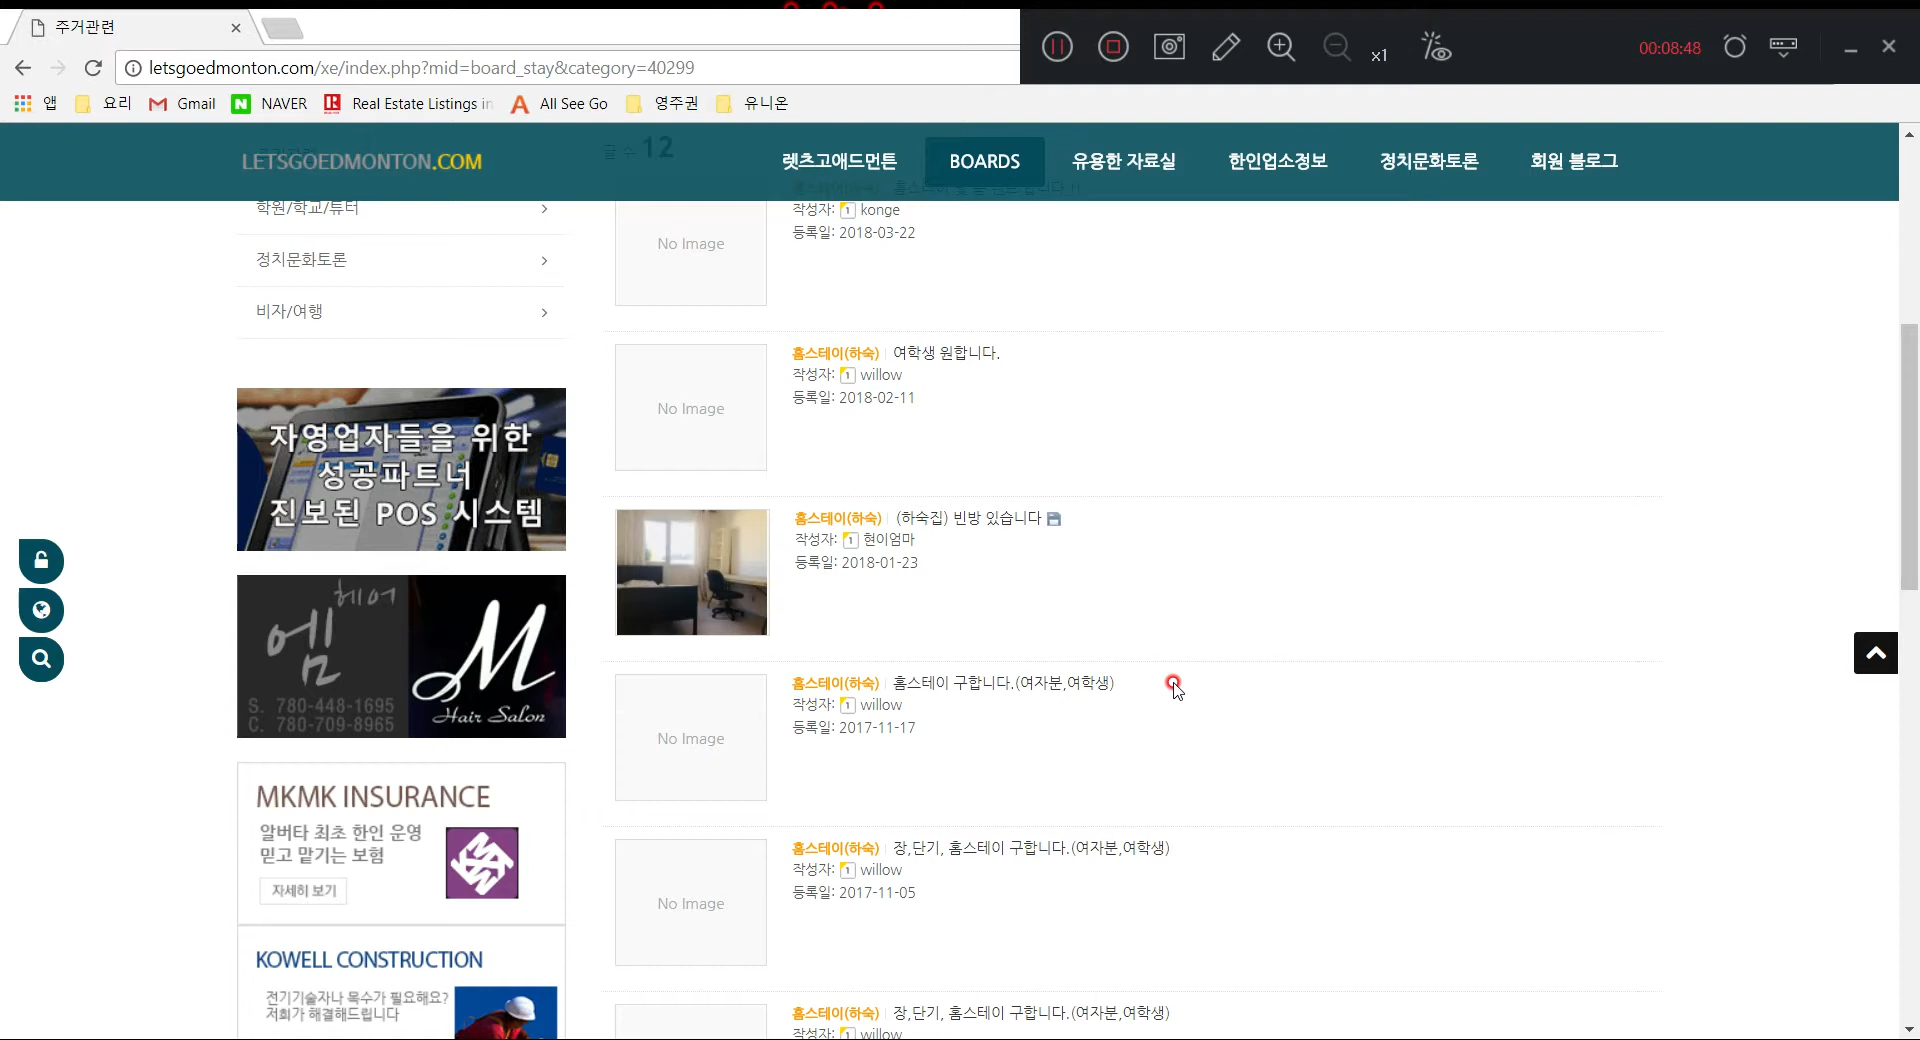 주거관련
letsgoedmonton.com/xe/index.php?mid=board_stay&category=40299
x1
00:08:48
앱 요리 Gmail NAVER Real Estate Listings in All See Go 영주권 유니온
LETSGOEDMONTON.COM
글 수 12
렛츠고애드먼튼 BOARDS 유용한 자료실 한인업소정보 정치문화토론 회원 블로그
학원/학교/튜터
정치문화토론
비자/여행
자영업자들을 위한
성공파트너
진보된 POS 시스템
엠 헤어
S. 780-448-1695
C. 780-709-8965
M
Hair Salon
MKMK INSURANCE
알버타 최초 한인 운영
믿고 맡기는 보험
자세히 보기
KOWELL CONSTRUCTION
전기기술자나 목수가 필요해요?
저희가 해결해드립니다
No Image
작성자: 1 konge
등록일: 2018-03-22
No Image
홈스테이(하숙) 여학생 원합니다.
작성자: 1 willow
등록일: 2018-02-11
홈스테이(하숙) (하숙집) 빈방 있습니다
작성자: 1 현이엄마
등록일: 2018-01-23
No Image
홈스테이(하숙) 홈스테이 구합니다.(여자분,여학생)
작성자: 1 willow
등록일: 2017-11-17
No Image
홈스테이(하숙) 장,단기, 홈스테이 구합니다.(여자분,여학생)
작성자: 1 willow
등록일: 2017-11-05
홈스테이(하숙) 장,단기, 홈스테이 구합니다.(여자분,여학생)
작성자: 1 willow